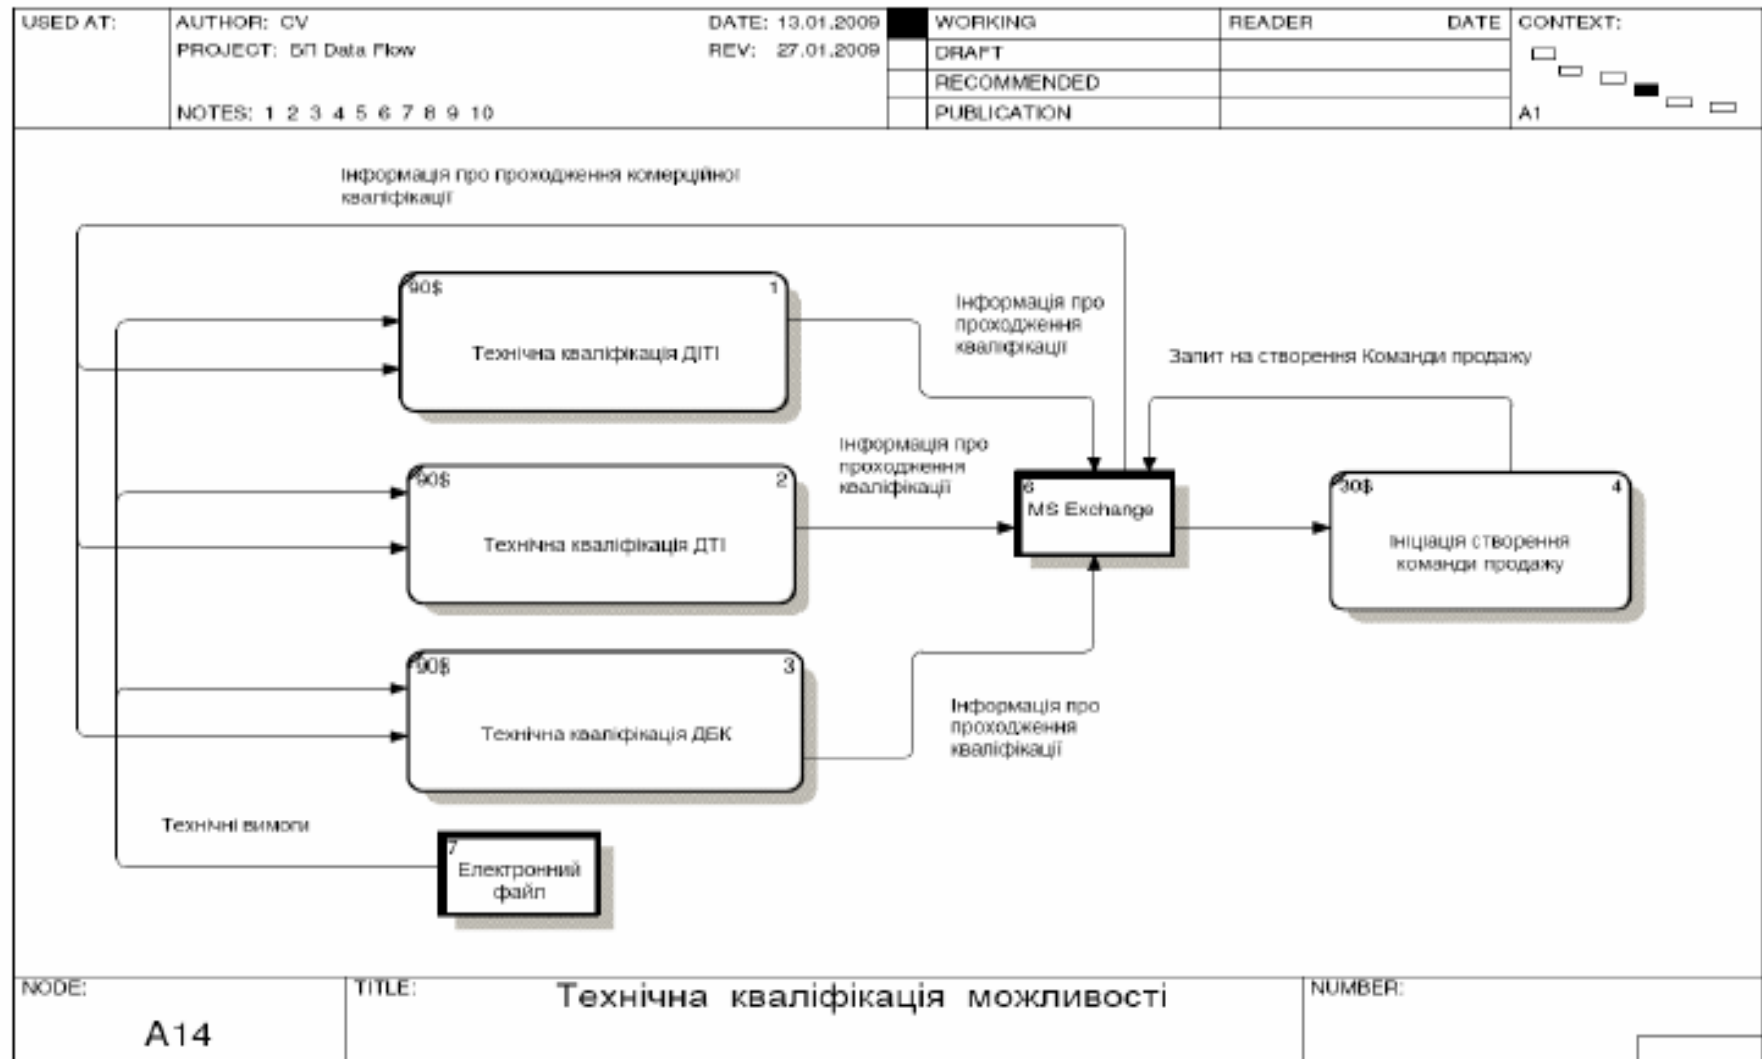 USED AT:
AUTHOR: CV
DATE: 13.01.2009
PROJECT: БП Data Flow
REV: 27.01.2009
NOTES: 1 2 3 4 5 6 7 8 9 10
WORKING
DRAFT
RECOMMENDED
PUBLICATION
READER DATE
CONTEXT:
A1
Інформація про проходження комерційної
кваліфікації
90$ 1
Технічна кваліфікація ДІТІ
Інформація про
проходження
кваліфікації
Запит на створення Команди продажу
Інформація про
проходження
кваліфікації
90$ 2
Технічна кваліфікація ДТІ
6
MS Exchange
30$ 4
Ініціація створення
команди продажу
90$ 3
Технічна кваліфікація ДБК
Інформація про
проходження
кваліфікації
Технічні вимоги
7
Електронний
файл
NODE:
A14
TITLE:
Технічна кваліфікація можливості
NUMBER: